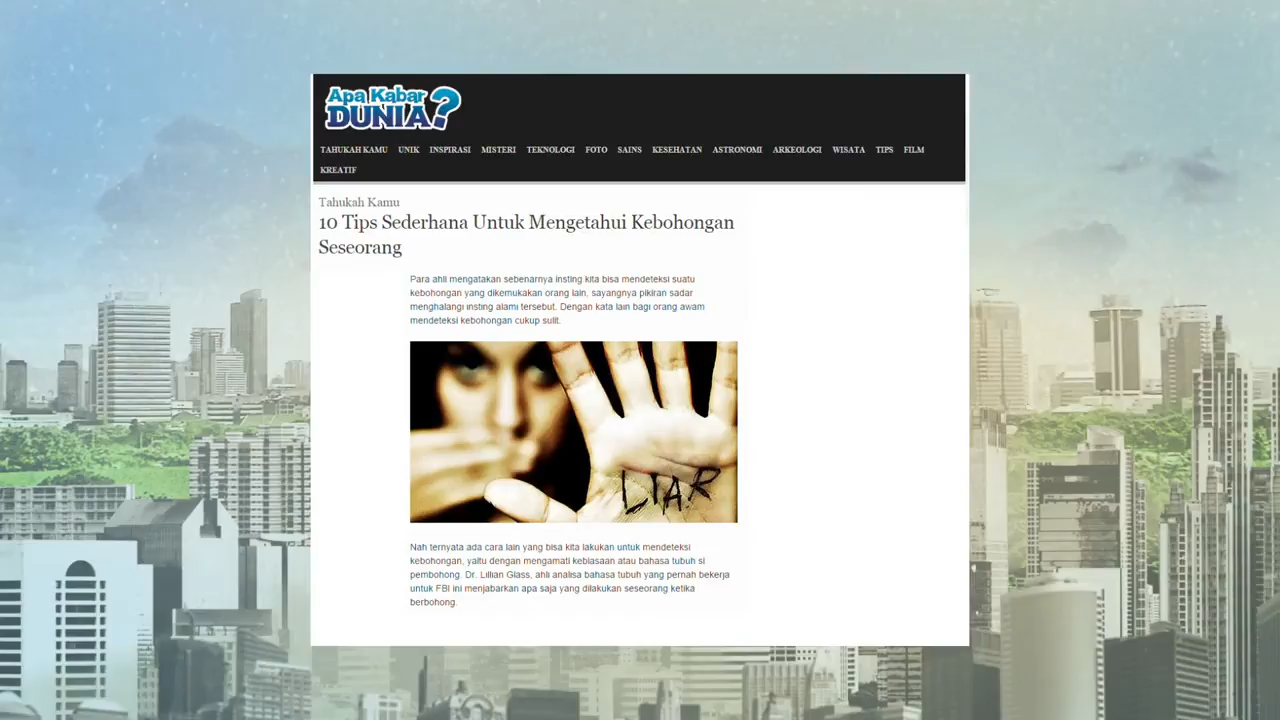 Apa Kabar
DUNIA?
TAHUKAH KAMU UNIK INSPIRASI MISTERI TEKNOLOGI FOTO SAINS KESEHATAN ASTRONOMI ARKEOLOGI WISATA TIPS FILM
KREATIF
Tahukah Kamu
10 Tips Sederhana Untuk Mengetahui Kebohongan
Seseorang
Para ahli mengatakan sebenarnya insting kita bisa mendeteksi suatu
kebohongan yang dikemukakan orang lain, sayangnya pikiran sadar
menghalangi insting alami tersebut. Dengan kata lain bagi orang awam
mendeteksi kebohongan cukup sulit.
LIAR
Nah ternyata ada cara lain yang bisa kita lakukan untuk mendeteksi
kebohongan, yaitu dengan mengamati kebiasaan atau bahasa tubuh si
pembohong. Dr. Lillian Glass, ahli analisa bahasa tubuh yang pernah bekerja
untuk FBI ini menjabarkan apa saja yang dilakukan seseorang ketika
berbohong.